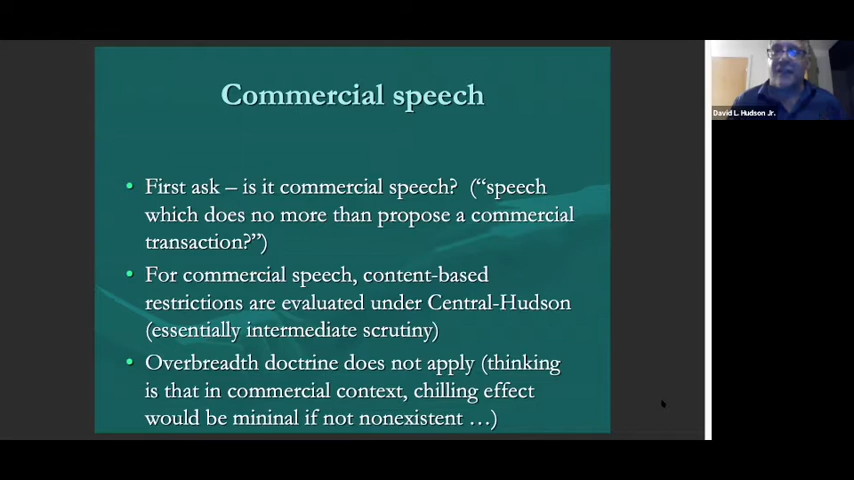 Commercial speech
David L. Hudson Jr.
• First ask – is it commercial speech? (“speech
which does no more than propose a commercial
transaction?”)
• For commercial speech, content-based
restrictions are evaluated under Central-Hudson
(essentially intermediate scrutiny)
• Overbreadth doctrine does not apply (thinking
is that in commercial context, chilling effect
would be mininal if not nonexistent …)